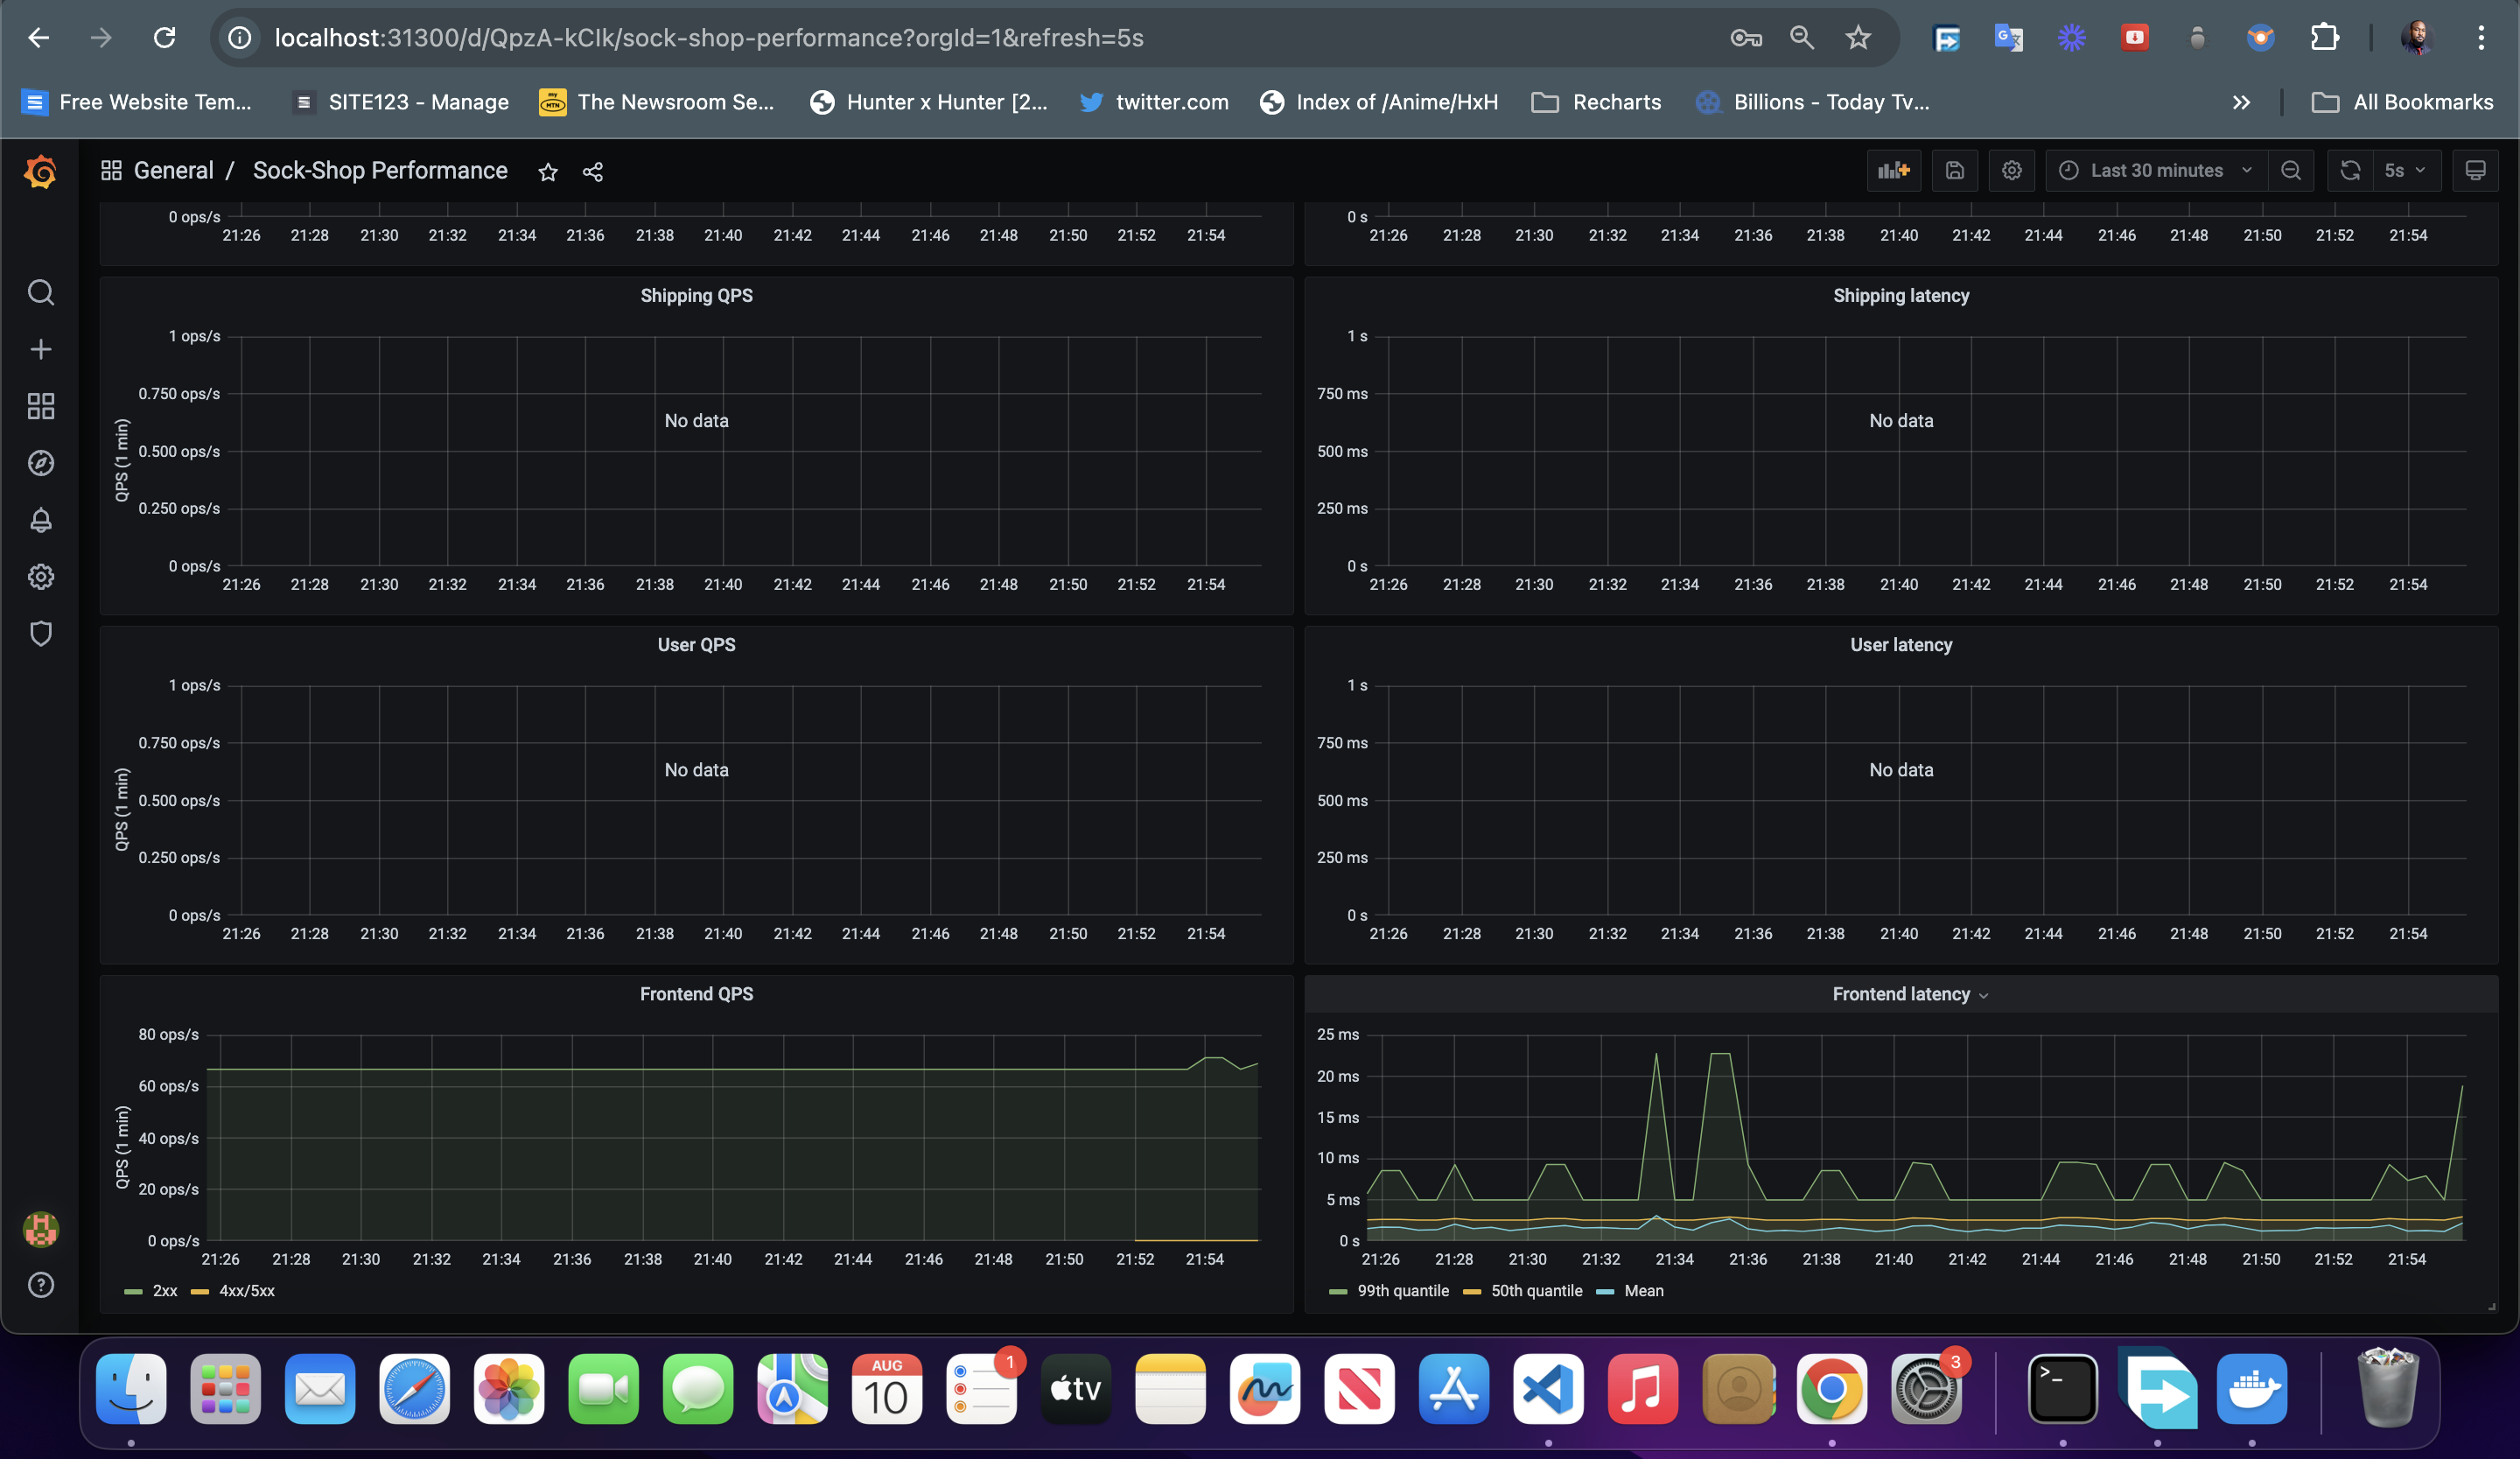 localhost:31300/d/QpzA-kCIk/sock-shop-performance?orgId=1&refresh=5s
Free Website Tem... SITE123 - Manage The Newsroom Se... Hunter x Hunter [2... twitter.com Index of /Anime/HxH Recharts Billions - Today Tv... All Bookmarks
General / Sock-Shop Performance Last 30 minutes 5s
0 ops/s
21:26 21:28 21:30 21:32 21:34 21:36 21:38 21:40 21:42 21:44 21:46 21:48 21:50 21:52 21:54
0 s
21:26 21:28 21:30 21:32 21:34 21:36 21:38 21:40 21:42 21:44 21:46 21:48 21:50 21:52 21:54
Shipping QPS
QPS (1 min)
1 ops/s
0.750 ops/s
No data
0.500 ops/s
0.250 ops/s
0 ops/s
21:26 21:28 21:30 21:32 21:34 21:36 21:38 21:40 21:42 21:44 21:46 21:48 21:50 21:52 21:54
Shipping latency
1 s
750 ms
No data
500 ms
250 ms
0 s
21:26 21:28 21:30 21:32 21:34 21:36 21:38 21:40 21:42 21:44 21:46 21:48 21:50 21:52 21:54
User QPS
QPS (1 min)
1 ops/s
0.750 ops/s
No data
0.500 ops/s
0.250 ops/s
0 ops/s
21:26 21:28 21:30 21:32 21:34 21:36 21:38 21:40 21:42 21:44 21:46 21:48 21:50 21:52 21:54
User latency
1 s
750 ms
No data
500 ms
250 ms
0 s
21:26 21:28 21:30 21:32 21:34 21:36 21:38 21:40 21:42 21:44 21:46 21:48 21:50 21:52 21:54
Frontend QPS
QPS (1 min)
80 ops/s
60 ops/s
40 ops/s
20 ops/s
0 ops/s
21:26 21:28 21:30 21:32 21:34 21:36 21:38 21:40 21:42 21:44 21:46 21:48 21:50 21:52 21:54
2xx 4xx/5xx
Frontend latency
25 ms
20 ms
15 ms
10 ms
5 ms
0 s
21:26 21:28 21:30 21:32 21:34 21:36 21:38 21:40 21:42 21:44 21:46 21:48 21:50 21:52 21:54
99th quantile 50th quantile Mean
AUG
10
1
tv
3